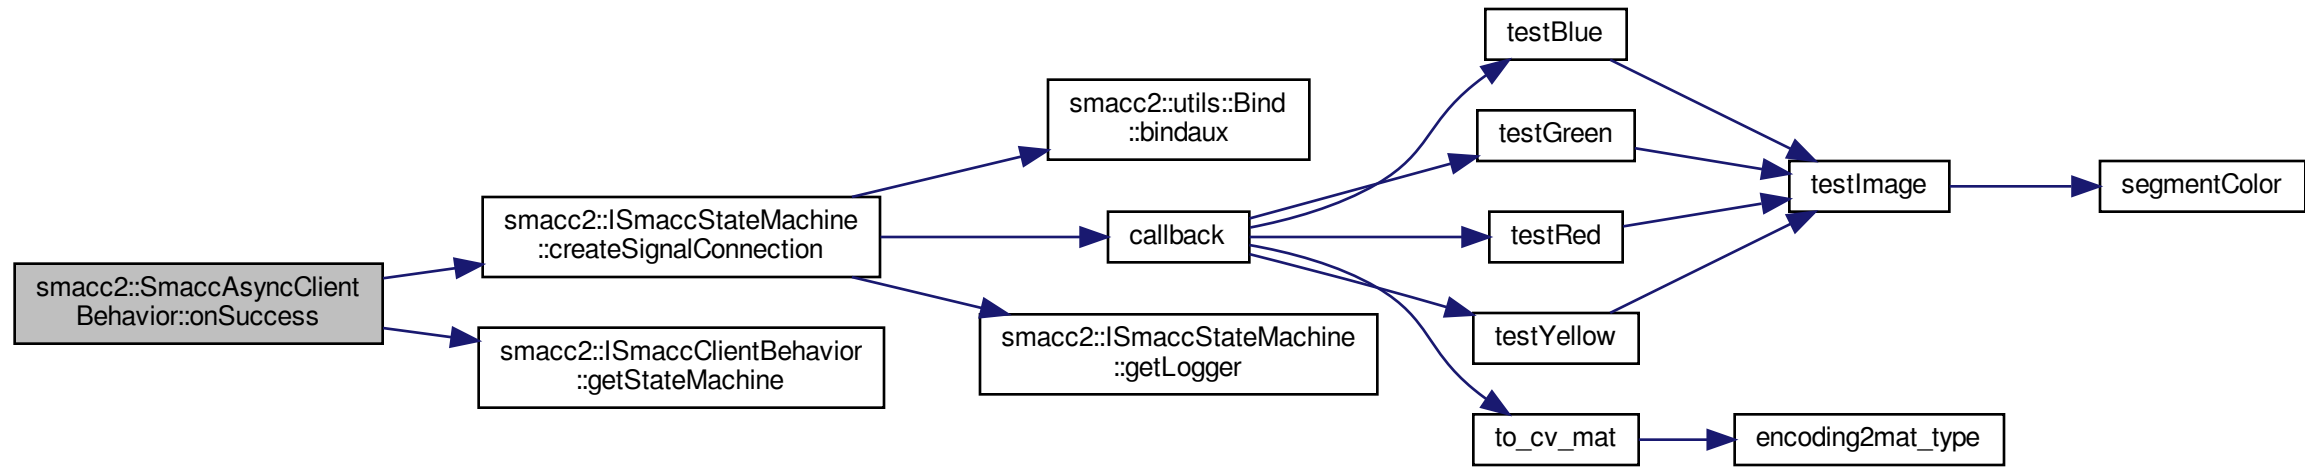 smacc2::SmaccAsyncClient
Behavior::onSuccess
smacc2::ISmaccStateMachine
::createSignalConnection
smacc2::ISmaccClientBehavior
::getStateMachine
smacc2::utils::Bind
::bindaux
callback
smacc2::ISmaccStateMachine
::getLogger
testBlue
testGreen
testRed
testYellow
to_cv_mat
testImage
encoding2mat_type
segmentColor